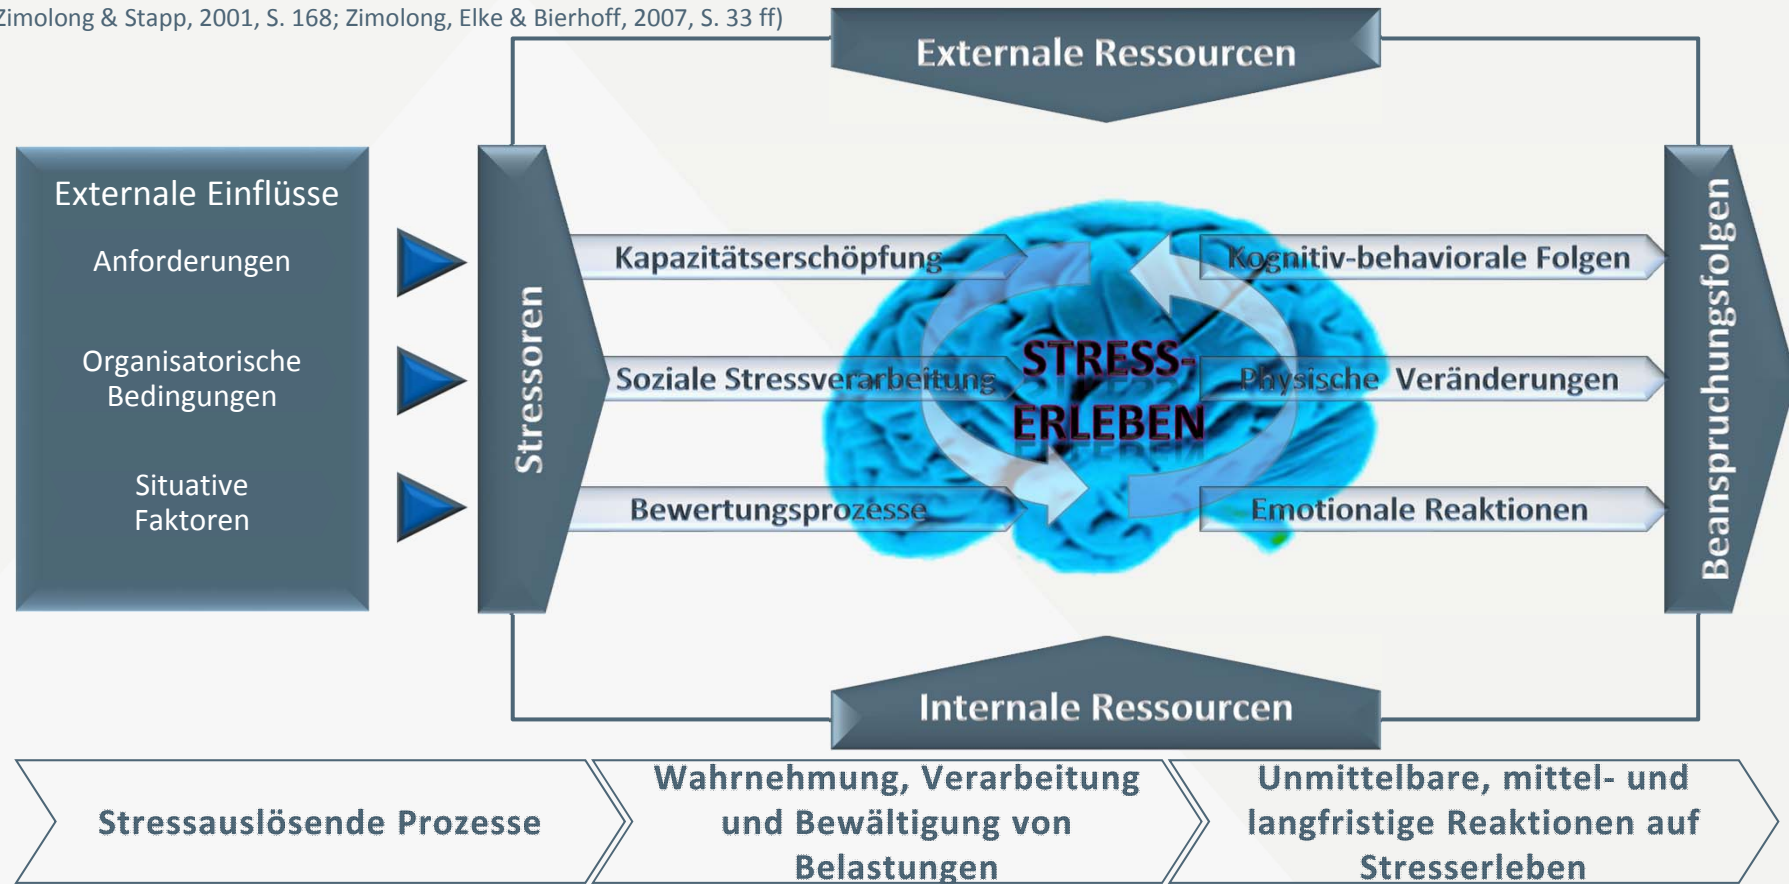 Zimolong & Stapp, 2001, S. 168; Zimolong, Elke & Bierhoff, 2007, S. 33 ff)
Externale Ressourcen
Externale Einflüsse
Anforderungen
Organisatorische
Bedingungen
Situative
Faktoren
Stressoren
Kapazitätserschöpfung
Soziale Stressverarbeitung
Bewertungsprozesse
STRESS-
ERLEBEN
Kognitiv-behaviorale Folgen
Physische Veränderungen
Emotionale Reaktionen
Beanspruchungsfolgen
Internale Ressourcen
Stressauslösende Prozesse
Wahrnehmung, Verarbeitung
und Bewältigung von
Belastungen
Unmittelbare, mittel- und
langfristige Reaktionen auf
Stresserleben